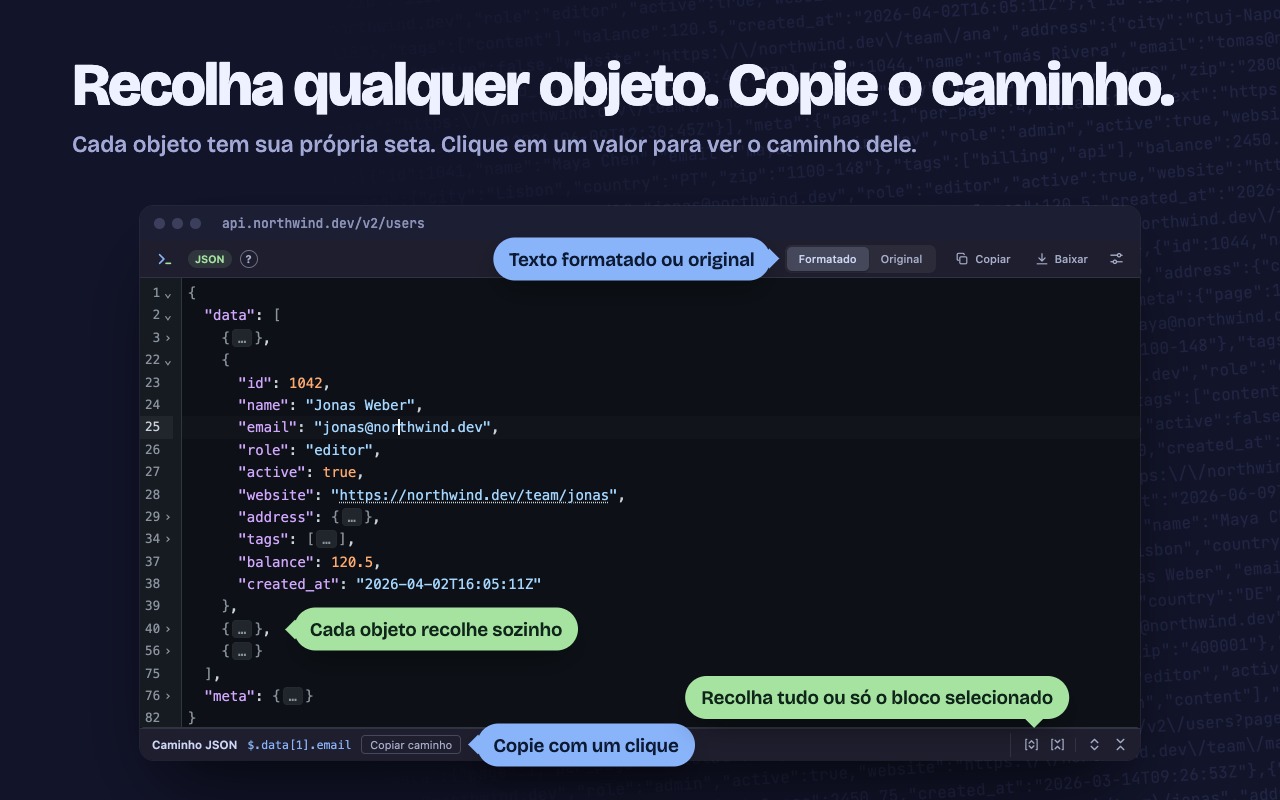 Recolha qualquer objeto. Copie o caminho.
Cada objeto tem sua própria seta. Clique em um valor para ver o caminho dele.
api.northwind.dev/v2/users
JSON ?
Texto formatado ou original
Formatado Original Copiar Baixar
1 {
2 "data": [
3 {…},
22 {
23 "id": 1042,
24 "name": "Jonas Weber",
25 "email": "jonas@northwind.dev",
26 "role": "editor",
27 "active": true,
28 "website": "https://northwind.dev/team/jonas",
29 "address": {…},
34 "tags": […],
37 "balance": 120.5,
38 "created_at": "2026-04-02T16:05:11Z"
39 },
40 {…},
Cada objeto recolhe sozinho
56 {…}
75 ],
76 "meta": {…}
Recolha tudo ou só o bloco selecionado
82 }
Caminho JSON $.data[1].email Copiar caminho
Copie com um clique